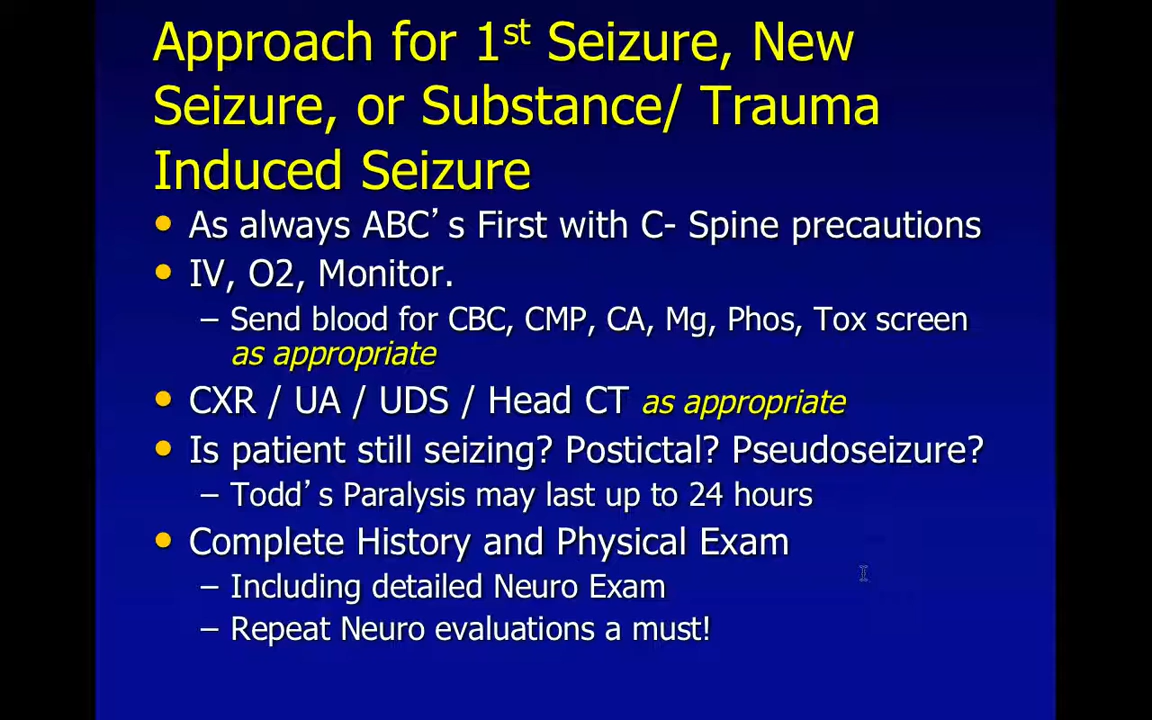 Approach for 1st Seizure, New
Seizure, or Substance/ Trauma
Induced Seizure
• As always ABC’s First with C- Spine precautions
• IV, O2, Monitor.
– Send blood for CBC, CMP, CA, Mg, Phos, Tox screen
as appropriate
• CXR / UA / UDS / Head CT as appropriate
• Is patient still seizing? Postictal? Pseudoseizure?
– Todd’s Paralysis may last up to 24 hours
• Complete History and Physical Exam
– Including detailed Neuro Exam
– Repeat Neuro evaluations a must!